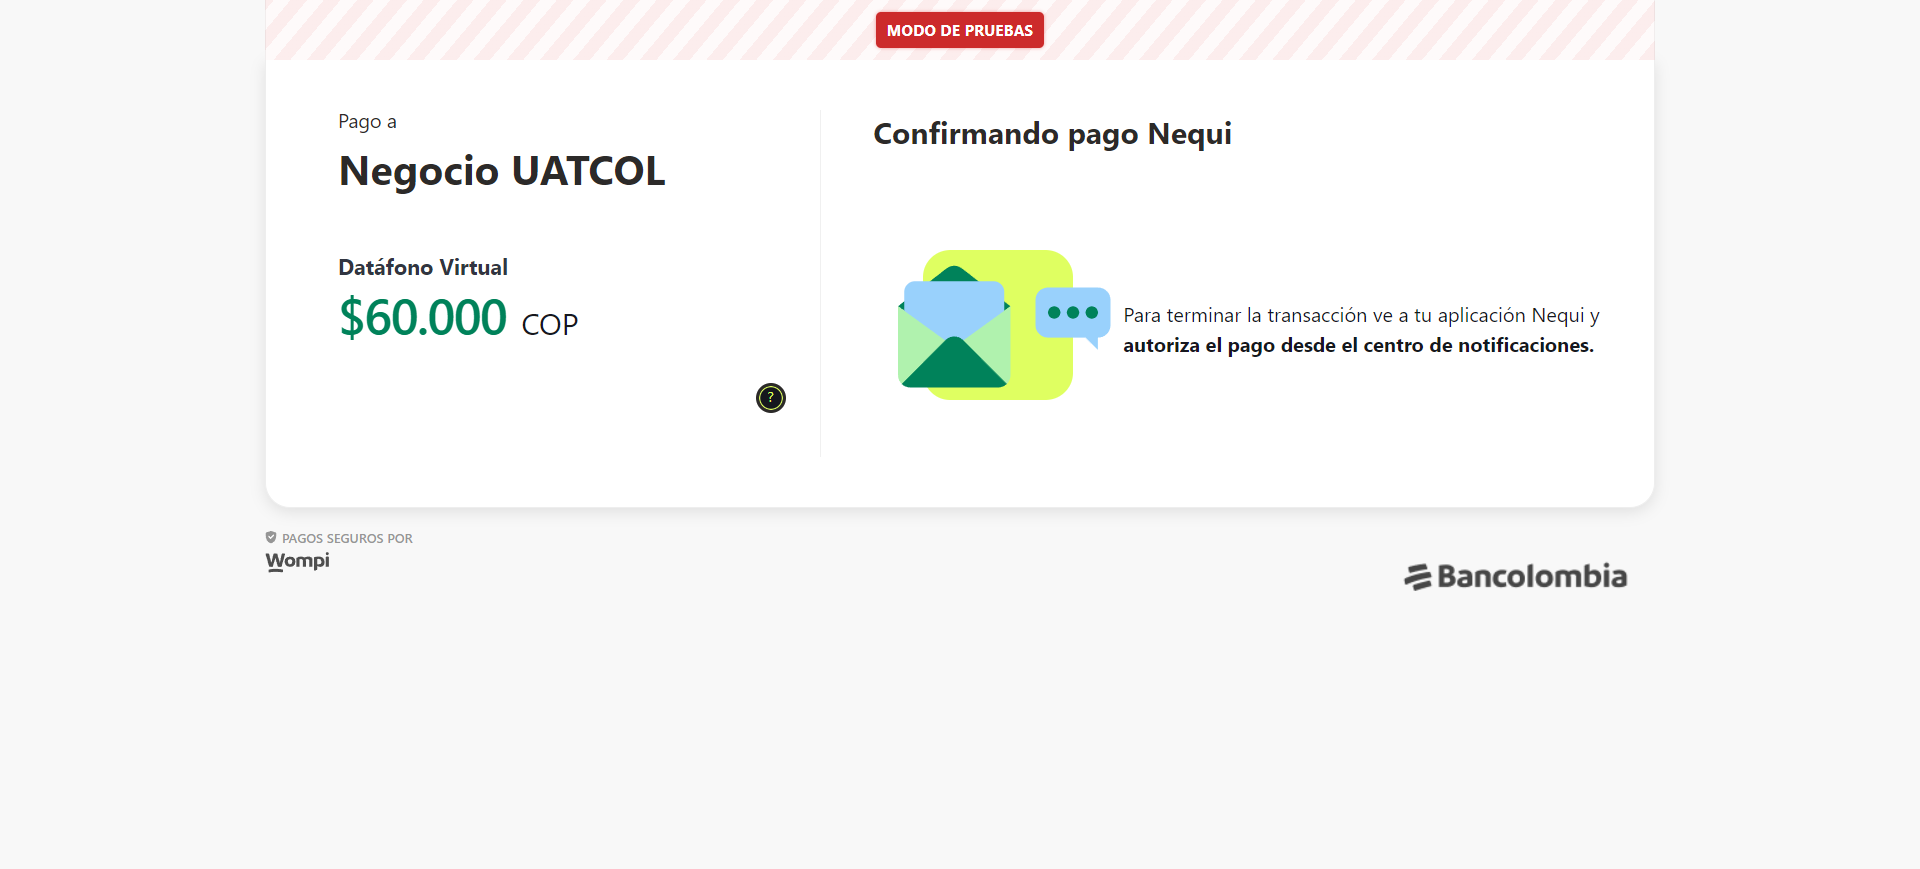 MODO DE PRUEBAS
Pago a
Negocio UATCOL
Datáfono Virtual
$60.000 COP
?
Confirmando pago Nequi
Para terminar la transacción ve a tu aplicación Nequi y
autoriza el pago desde el centro de notificaciones.
PAGOS SEGUROS POR
Wompi
Bancolombia